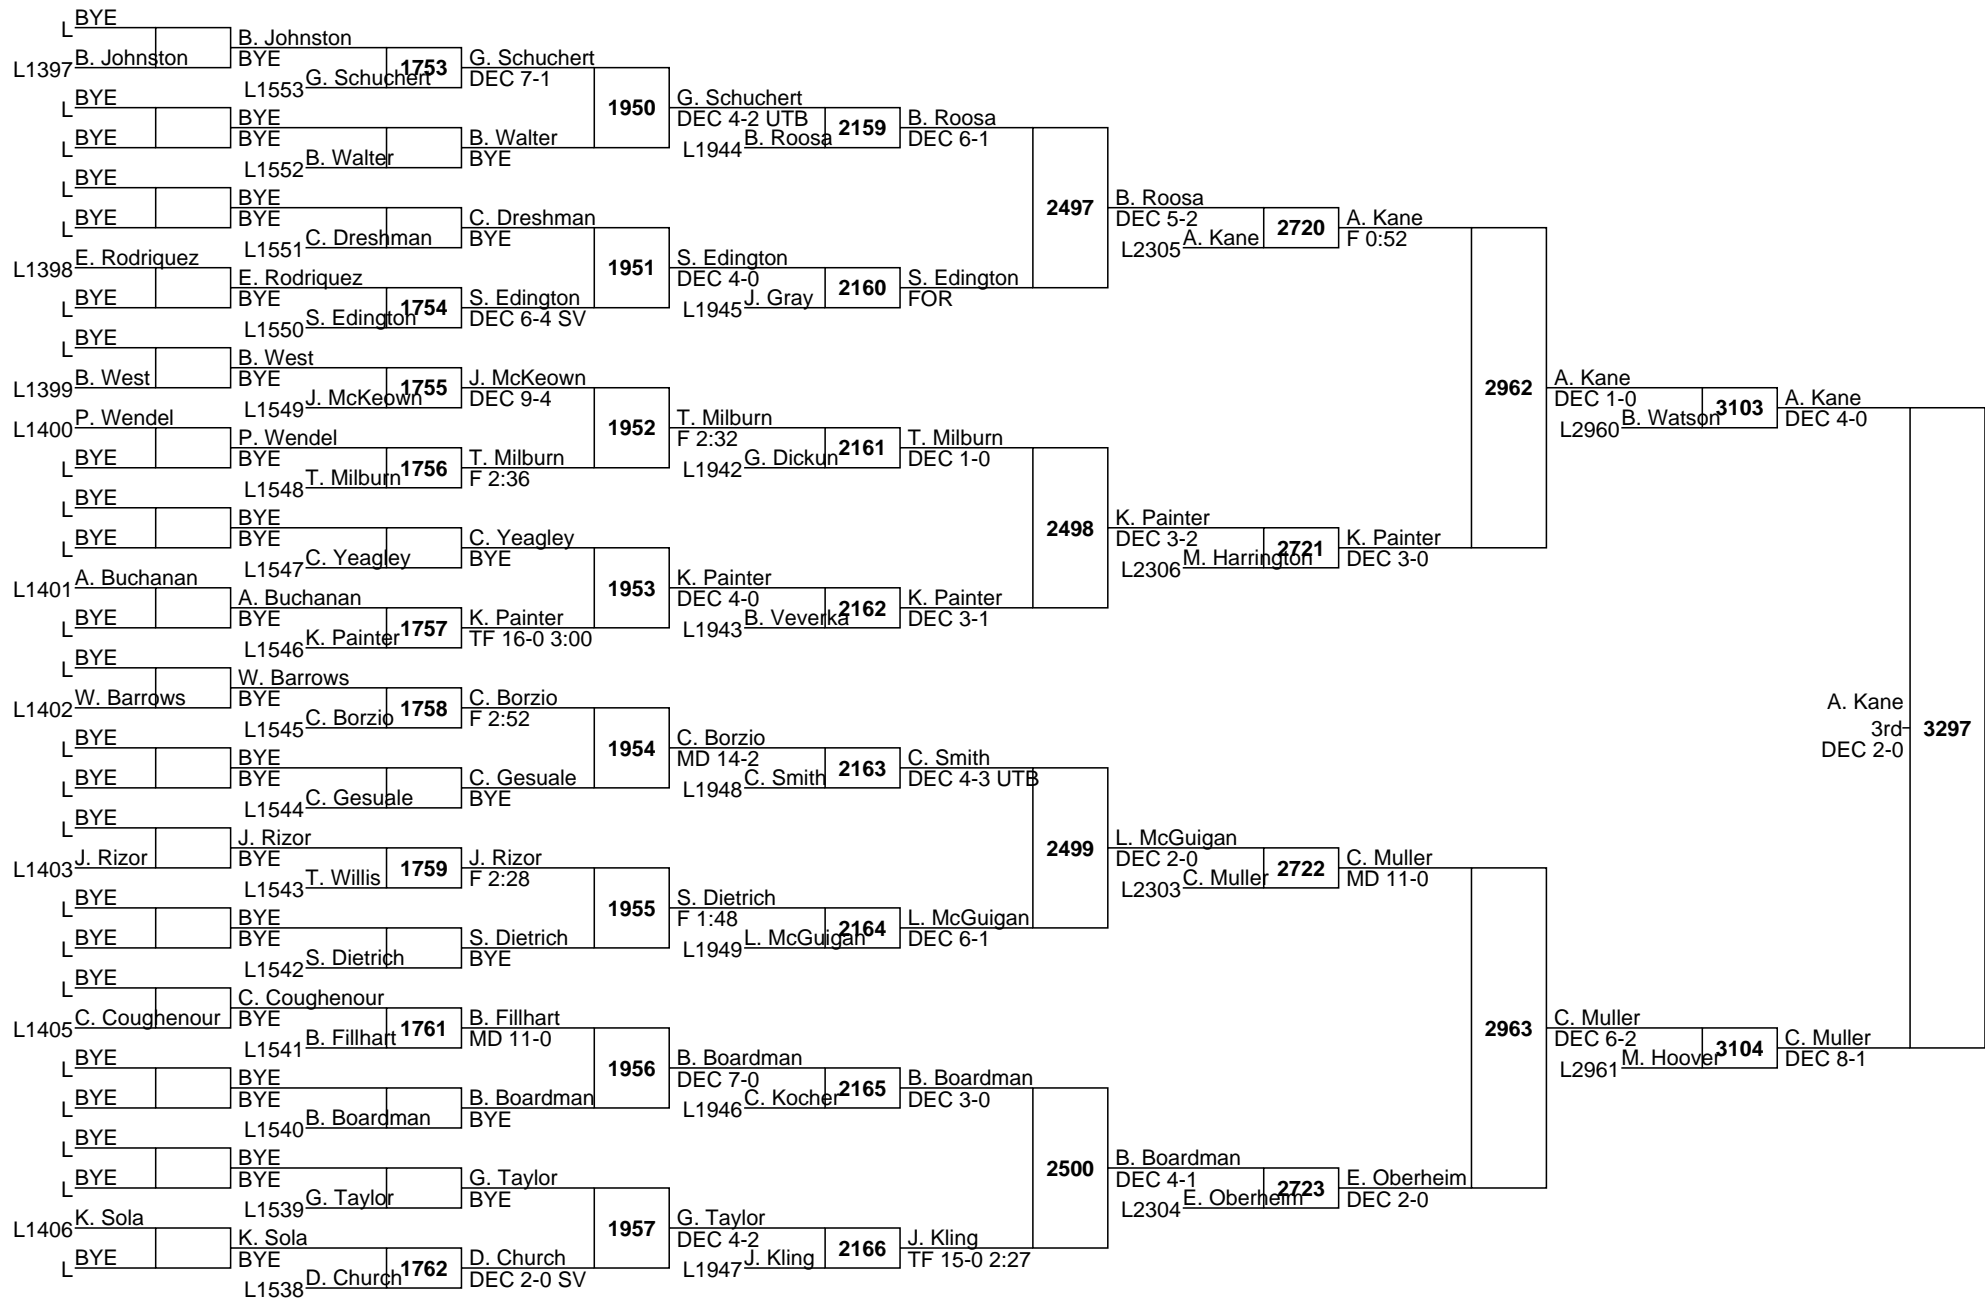 BYE
L
B. Johnston
L1397
BYE
L
BYE
L
BYE
L
BYE
L
E. Rodriquez
L1398
BYE
L
BYE
L
B. West
L1399
P. Wendel
L1400
BYE
L
BYE
L
BYE
L
A. Buchanan
L1401
BYE
L
BYE
L
W. Barrows
L1402
BYE
L
BYE
L
BYE
L
J. Rizor
L1403
BYE
L
BYE
L
BYE
L
C. Coughenour
L1405
BYE
L
BYE
L
BYE
L
BYE
L
K. Sola
L1406
BYE
L
B. Johnston
BYE
L1553 G. Schuchert
1753
BYE
BYE
L1552 B. Walter
BYE
BYE
L1551 C. Dreshman
E. Rodriquez
BYE
L1550 S. Edington
1754
B. West
BYE
L1549 J. McKeown
1755
P. Wendel
BYE
L1548 T. Milburn
1756
BYE
BYE
L1547 C. Yeagley
A. Buchanan
BYE
L1546 K. Painter
1757
W. Barrows
BYE
L1545 C. Borzio
1758
BYE
BYE
L1544 C. Gesuale
J. Rizor
BYE
L1543 T. Willis
1759
BYE
BYE
L1542 S. Dietrich
C. Coughenour
BYE
L1541 B. Fillhart
1761
BYE
BYE
L1540 B. Boardman
BYE
BYE
L1539 G. Taylor
K. Sola
BYE
L1538 D. Church
1762
G. Schuchert
DEC 7-1
1950
B. Walter
BYE
C. Dreshman
BYE
1951
S. Edington
DEC 6-4 SV
J. McKeown
DEC 9-4
1952
T. Milburn
F 2:36
C. Yeagley
BYE
1953
K. Painter
TF 16-0 3:00
C. Borzio
F 2:52
1954
C. Gesuale
BYE
J. Rizor
F 2:28
1955
S. Dietrich
BYE
B. Fillhart
MD 11-0
1956
B. Boardman
BYE
G. Taylor
BYE
1957
D. Church
DEC 2-0 SV
G. Schuchert
DEC 4-2 UTB
L1944 B. Roosa
2159
S. Edington
DEC 4-0
L1945 J. Gray
2160
T. Milburn
F 2:32
L1942 G. Dickun
2161
K. Painter
DEC 4-0
L1943 B. Veverka
2162
C. Borzio
MD 14-2
L1948 C. Smith
2163
S. Dietrich
F 1:48
L1949 L. McGuigan
2164
B. Boardman
DEC 7-0
L1946 C. Kocher
2165
G. Taylor
DEC 4-2
L1947 J. Kling
2166
B. Roosa
DEC 6-1
2497
S. Edington
FOR
T. Milburn
DEC 1-0
2498
K. Painter
DEC 3-1
C. Smith
DEC 4-3 UTB
2499
L. McGuigan
DEC 6-1
B. Boardman
DEC 3-0
2500
J. Kling
TF 15-0 2:27
B. Roosa
DEC 5-2
L2305 A. Kane
2720
K. Painter
DEC 3-2
L2306 M. Harrington
2721
L. McGuigan
DEC 2-0
L2303 C. Muller
2722
B. Boardman
DEC 4-1
L2304 E. Oberheim
2723
A. Kane
F 0:52
2962
K. Painter
DEC 3-0
C. Muller
MD 11-0
2963
E. Oberheim
DEC 2-0
A. Kane
DEC 1-0
L2960 B. Watson
3103
C. Muller
DEC 6-2
L2961 M. Hoover
3104
A. Kane
DEC 4-0
C. Muller
DEC 8-1
A. Kane
3rd
DEC 2-0
3297